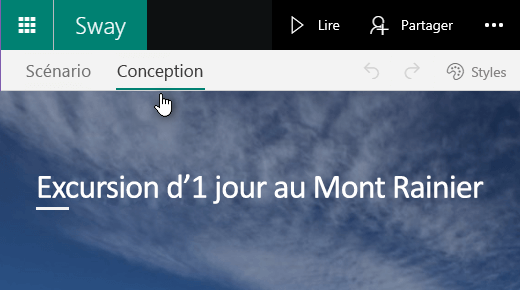 Sway Lire Partager
Scénario Conception Styles
Excursion d’1 jour au Mont Rainier